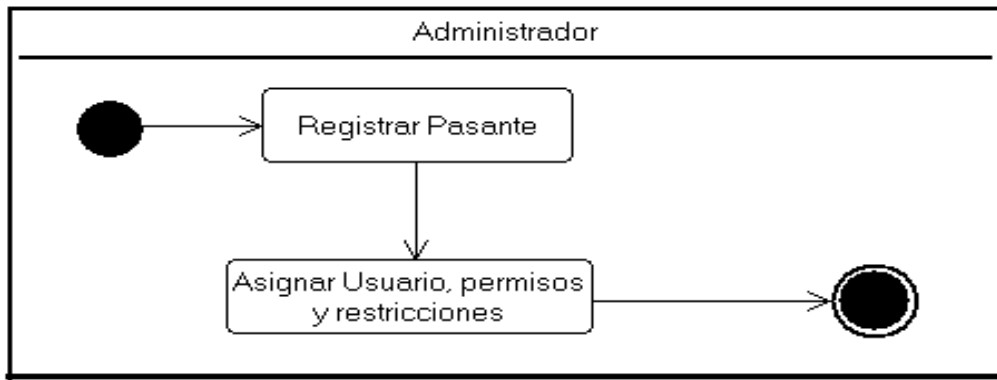 Administrador
Registrar Pasante
Asignar Usuario, permisos
y restricciones